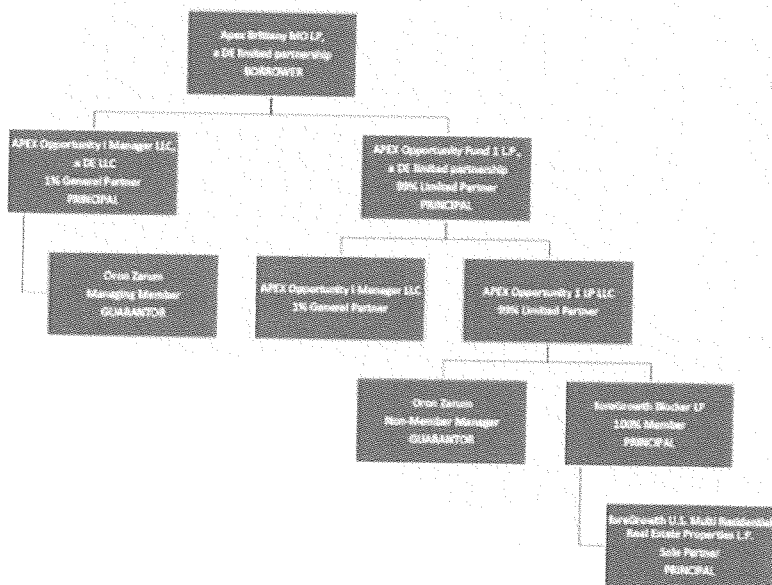 Apex Brittany MO LP,
a DE limited partnership
BORROWER
APEX Opportunity I Manager LLC,
a DE LLC
1% General Partner
PRINCIPAL
APEX Opportunity Fund 1 L.P.,
a DE limited partnership
99% Limited Partner
PRINCIPAL
Oron Zarum
Managing Member
GUARANTOR
APEX Opportunity I Manager LLC
1% General Partner
APEX Opportunity 1 LP LLC
99% Limited Partner
Oron Zarum
Non-Member Manager
GUARANTOR
foreGrowth Blocker LP
100% Member
PRINCIPAL
foreGrowth U.S. Multi Residential
Real Estate Properties L.P.
Sole Partner
PRINCIPAL